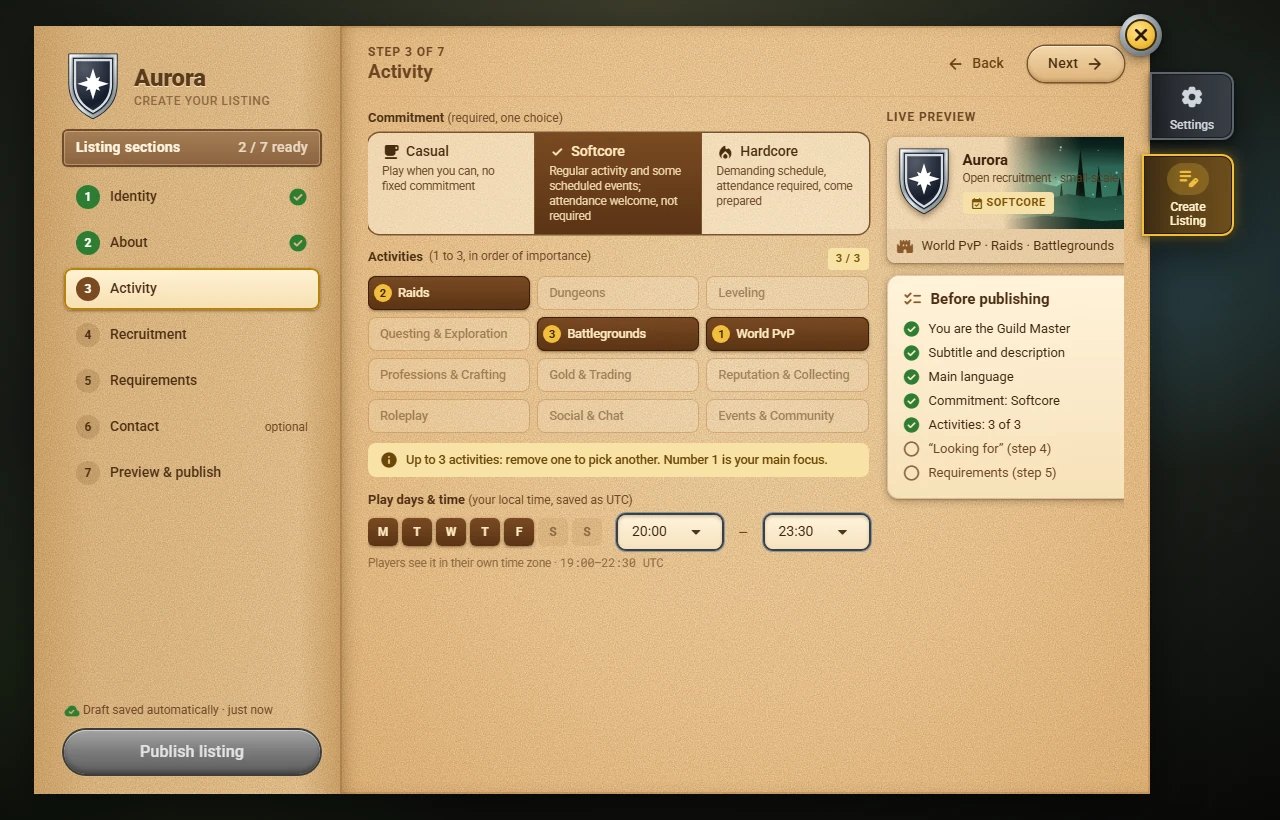 Aurora
CREATE YOUR LISTING
Listing sections 2 / 7 ready
1 Identity
2 About
3 Activity
4 Recruitment
5 Requirements
6 Contact optional
7 Preview & publish
Draft saved automatically · just now
Publish listing
STEP 3 OF 7
Activity
Back
Next
Commitment (required, one choice)
Casual
Play when you can, no
fixed commitment
Softcore
Regular activity and some
scheduled events;
attendance welcome, not
required
Hardcore
Demanding schedule,
attendance required, come
prepared
Activities (1 to 3, in order of importance) 3 / 3
2 Raids
Dungeons
Leveling
Questing & Exploration
3 Battlegrounds
1 World PvP
Professions & Crafting
Gold & Trading
Reputation & Collecting
Roleplay
Social & Chat
Events & Community
Up to 3 activities: remove one to pick another. Number 1 is your main focus.
Play days & time (your local time, saved as UTC)
M T W T F S S 20:00 – 23:30
Players see it in their own time zone · 19:00–22:30 UTC
LIVE PREVIEW
Aurora
Open recruitment · small-scale
SOFTCORE
World PvP · Raids · Battlegrounds
Before publishing
You are the Guild Master
Subtitle and description
Main language
Commitment: Softcore
Activities: 3 of 3
“Looking for” (step 4)
Requirements (step 5)
Settings
Create
Listing